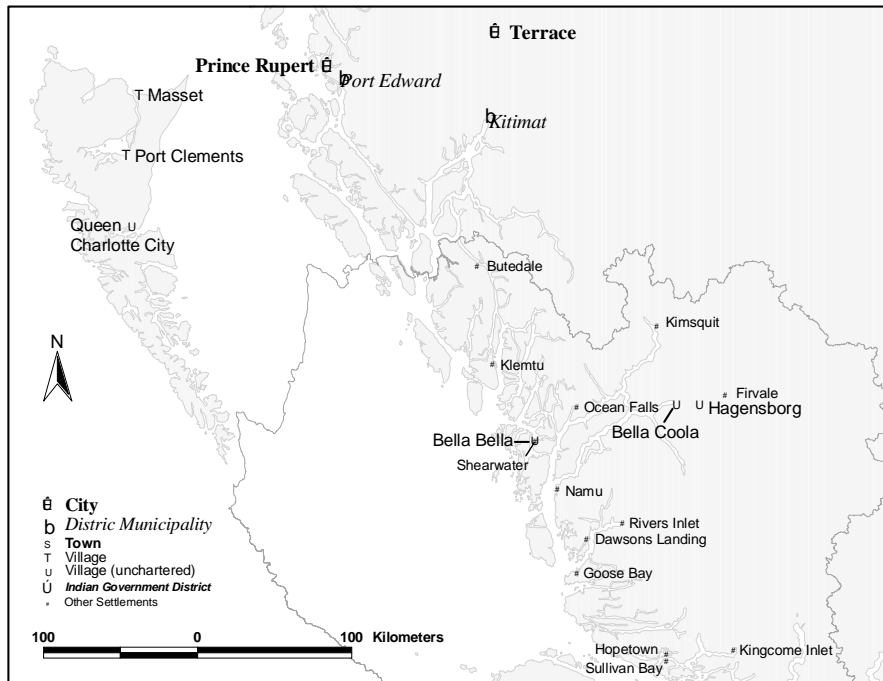 Ê Terrace
Prince Rupert Ê
b Port Edward
T Masset
b Kitimat
T Port Clements
Queen U
Charlotte City
# Butedale
# Kimsquit
N
# Klemtu
# Firvale
# Ocean Falls U U Hagensborg
Bella Coola
Bella Bella #
Shearwater
# Namu
# Rivers Inlet
# Dawsons Landing
# Goose Bay
Ê City
b Distric Municipality
S Town
T Village
U Village (unchartered)
Ú Indian Government District
# Other Settlements
100 0 100 Kilometers
Hopetown #
Sullivan Bay #
# Kingcome Inlet